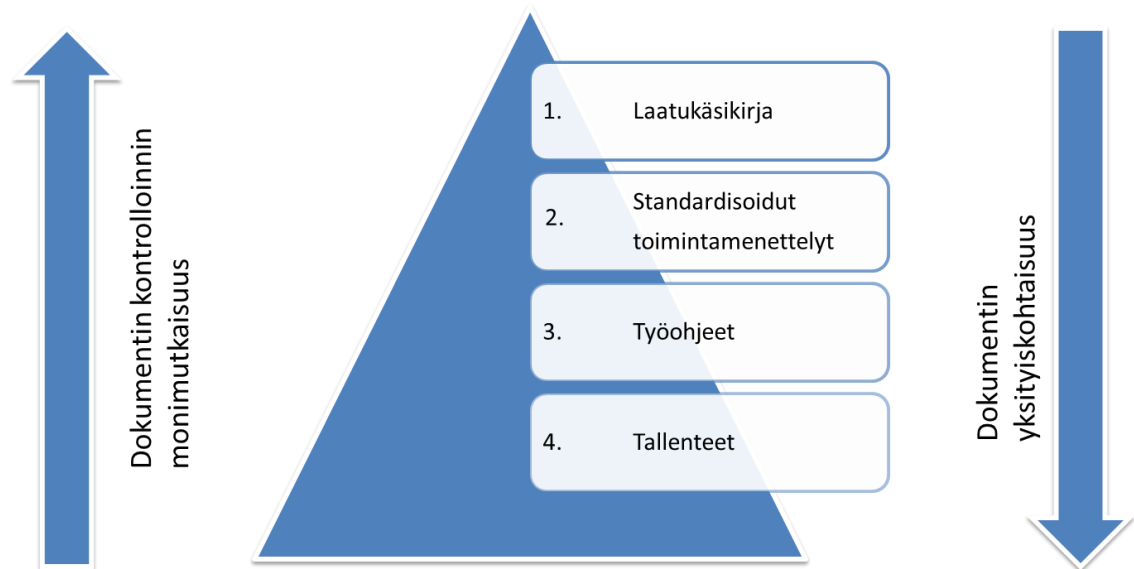 Dokumentin kontrolloinnin
monimutkaisuus
1. Laatukäsikirja
2. Standardisoidut
toimintamenettelyt
3. Työohjeet
4. Tallenteet
Dokumentin
yksityiskohtaisuus